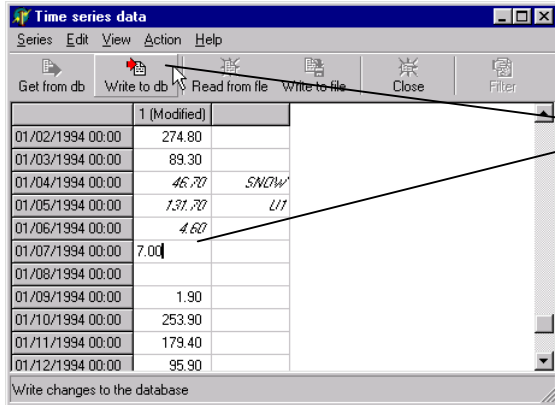 Time series data
Series Edit View Action Help
Get from db Write to db Read from fle Write to file Close Filter
1 (Modified)
01/02/1994 00:00 274.80
01/03/1994 00:00 89.30
01/04/1994 00:00 46.70 SNOW
01/05/1994 00:00 131.70 U1
01/06/1994 00:00 4.60
01/07/1994 00:00 7.00
01/08/1994 00:00
01/09/1994 00:00 1.90
01/10/1994 00:00 253.90
01/11/1994 00:00 179.40
01/12/1994 00:00 95.90
Write changes to the database